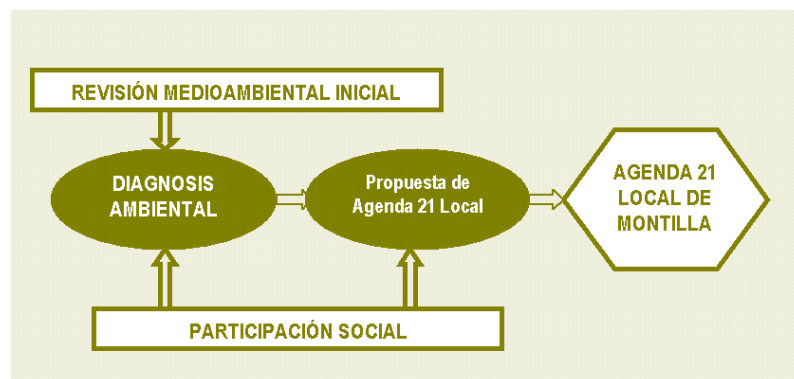 REVISIÓN MEDIOAMBIENTAL INICIAL
DIAGNOSIS
AMBIENTAL
Propuesta de
Agenda 21 Local
AGENDA 21
LOCAL DE
MONTILLA
PARTICIPACIÓN SOCIAL